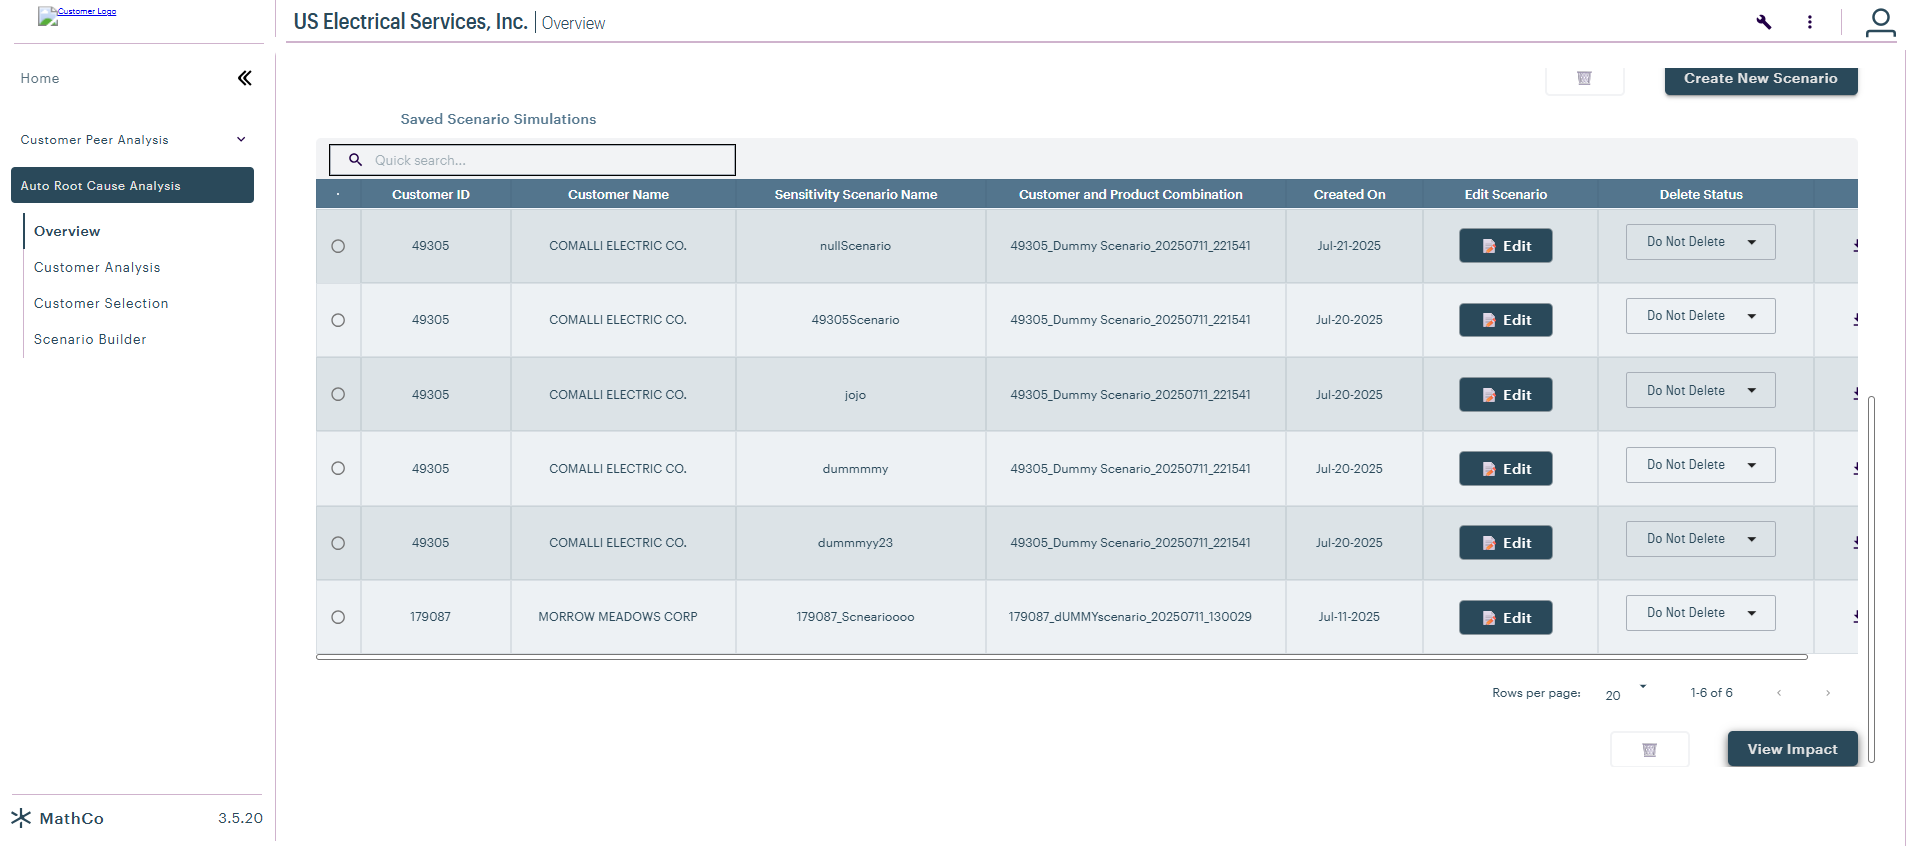 Customer Logo
US Electrical Services, Inc. Overview
Home
Create New Scenario
Customer Peer Analysis
Auto Root Cause Analysis
Overview
Customer Analysis
Customer Selection
Scenario Builder
Saved Scenario Simulations
Quick search...
Customer ID Customer Name Sensitivity Scenario Name Customer and Product Combination Created On Edit Scenario Delete Status
49305 COMALLI ELECTRIC CO. nullScenario 49305_Dummy Scenario_20250711_221541 Jul-21-2025 Edit Do Not Delete
49305 COMALLI ELECTRIC CO. 49305Scenario 49305_Dummy Scenario_20250711_221541 Jul-20-2025 Edit Do Not Delete
49305 COMALLI ELECTRIC CO. jojo 49305_Dummy Scenario_20250711_221541 Jul-20-2025 Edit Do Not Delete
49305 COMALLI ELECTRIC CO. dummmmy 49305_Dummy Scenario_20250711_221541 Jul-20-2025 Edit Do Not Delete
49305 COMALLI ELECTRIC CO. dummmyy23 49305_Dummy Scenario_20250711_221541 Jul-20-2025 Edit Do Not Delete
179087 MORROW MEADOWS CORP 179087_Scnearioooo 179087_dUMMYscenario_20250711_130029 Jul-11-2025 Edit Do Not Delete
Rows per page: 20 1-6 of 6
View Impact
MathCo 3.5.20